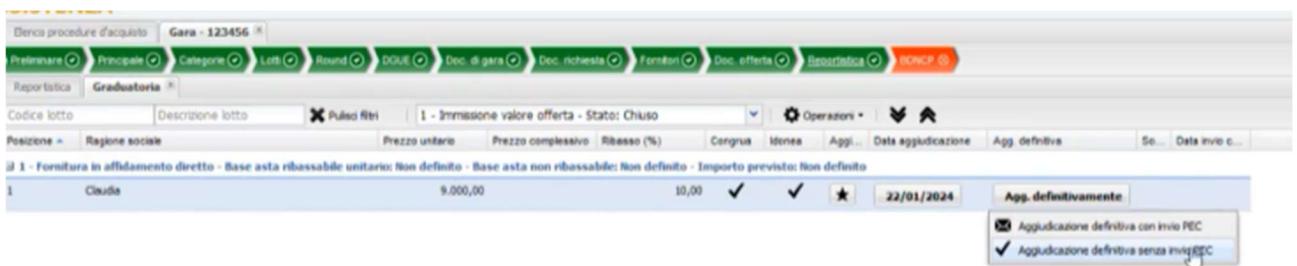 Elenco procedure d'acquisto Gara - 123456
Preliminare Principale Categorie Lotti Round DGUE Doc. di gara Doc. richiesta Fornitori Doc. offerta Reportistica BDNCP
Reportistica Graduatoria
Codice lotto Descrizione lotto Pulisci filtri 1 - Immissione valore offerta - Stato: Chiuso Operazioni
Posizione Ragione sociale Prezzo unitario Prezzo complessivo Ribasso (%) Congrua Idonea Aggi... Data aggiudicazione Agg. definitiva So... Data invio c...
1 - Fornitura in affidamento diretto - Base asta ribassabile unitario: Non definito - Base asta non ribassabile: Non definito - Importo previsto: Non definito
1 Claudia 9.000,00 10,00 22/01/2024 Agg. definitivamente
Aggiudicazione definitiva con invio PEC
Aggiudicazione definitiva senza invio PEC